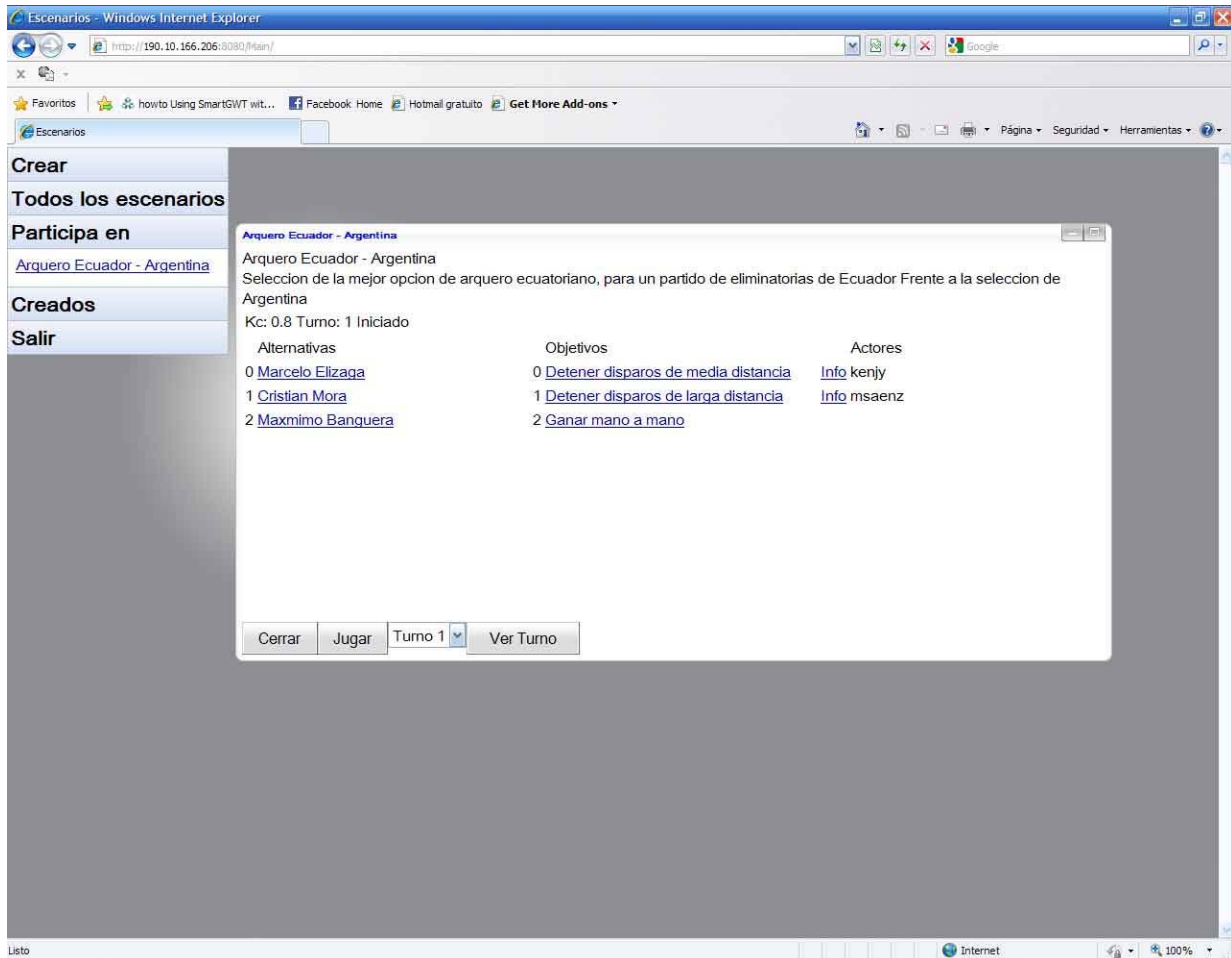 Escenarios - Windows Internet Explorer
http://190.10.166.206:8080/Main/
Google
x
Favoritos howto Using SmartGWT wit... Facebook Home Hotmail gratuito Get More Add-ons
Escenarios Página Seguridad Herramientas
Crear
Todos los escenarios
Participa en
Arquero Ecuador - Argentina
Creados
Salir
Arquero Ecuador - Argentina
Arquero Ecuador - Argentina
Seleccion de la mejor opcion de arquero ecuatoriano, para un partido de eliminatorias de Ecuador Frente a la seleccion de
Argentina
Kc: 0.8 Turno: 1 Iniciado
Alternativas Objetivos Actores
0 Marcelo Elizaga 0 Detener disparos de media distancia Info kenjy
1 Cristian Mora 1 Detener disparos de larga distancia Info msaenz
2 Maxmimo Banguera 2 Ganar mano a mano
Cerrar Jugar Turno 1 Ver Turno
Listo Internet 100%